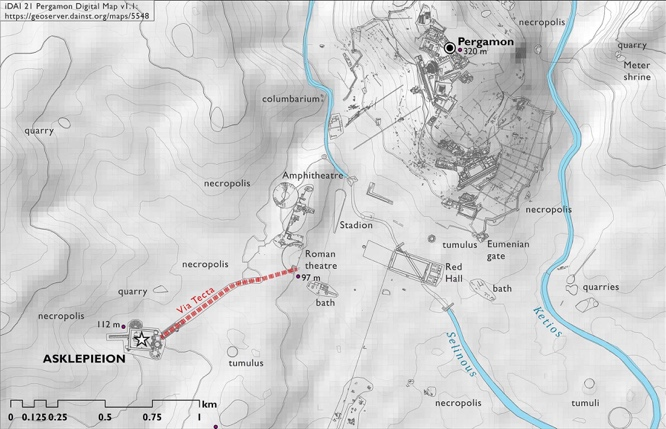 iDAI 21 Pergamon Digital Map v1.1:
https://geoserver.dainst.org/maps/5548
necropolis
Pergamon
320 m
quarry
Meter
shrine
columbarium
quarry
Amphitheatre
necropolis
necropolis
Stadion
tumulus
Eumenian
gate
Roman
theatre
necropolis
Red
Hall
97 m
bath
bath
quarries
quarry
Via Tecta
necropolis
112 m
Ketios
Selinous
ASKLEPIEION
tumulus
necropolis
tumuli
km
0 0.125 0.25 0.5 0.75 1